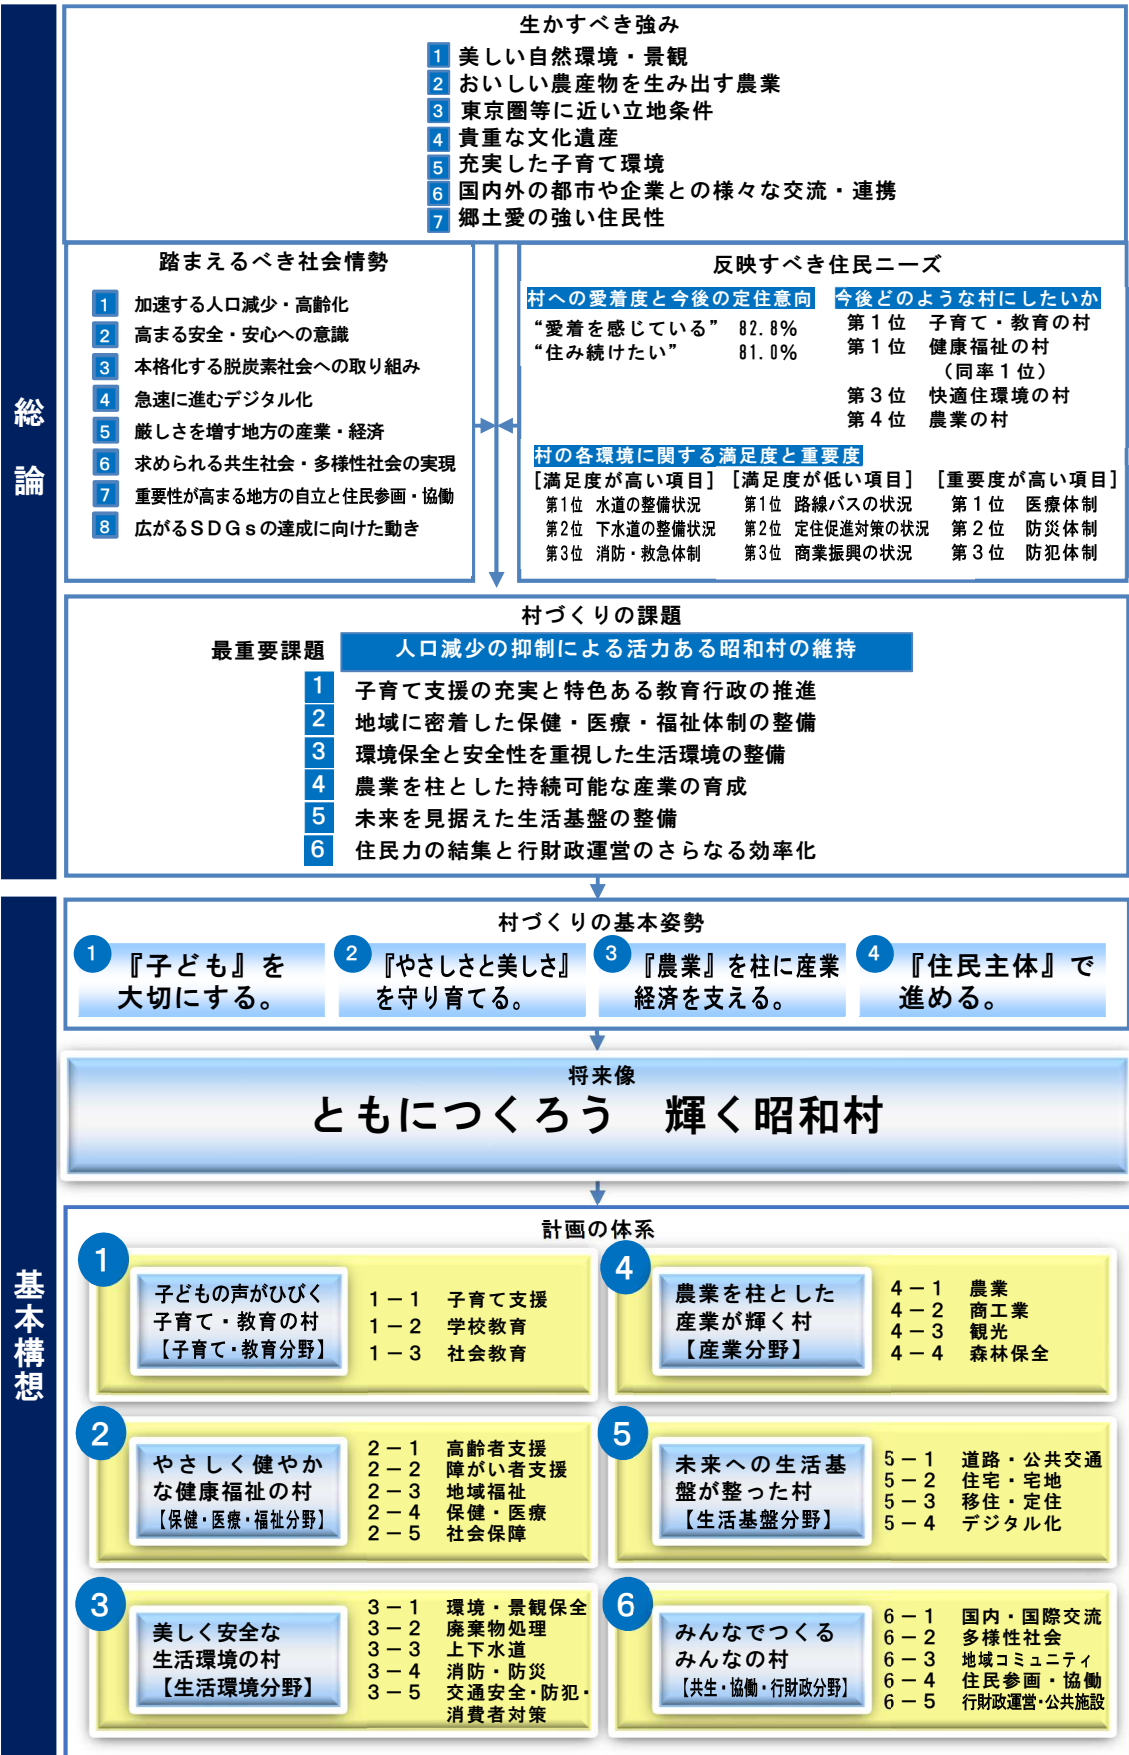 総論
生かすべき強み
1 美しい自然環境・景観
2 おいしい農産物を生み出す農業
3 東京圏等に近い立地条件
4 貴重な文化遺産
5 充実した子育て環境
6 国内外の都市や企業との様々な交流・連携
7 郷土愛の強い住民性
踏まえるべき社会情勢
1 加速する人口減少・高齢化
2 高まる安全・安心への意識
3 本格化する脱炭素社会への取り組み
4 急速に進むデジタル化
5 厳しさを増す地方の産業・経済
6 求められる共生社会・多様性社会の実現
7 重要性が高まる地方の自立と住民参画・協働
8 広がるSDGsの達成に向けた動き
反映すべき住民ニーズ
村への愛着度と今後の定住意向
“愛着を感じている” 82.8%
“住み続けたい” 81.0%
今後どのような村にしたいか
第1位 子育て・教育の村
第1位 健康福祉の村
(同率1位)
第3位 快適住環境の村
第4位 農業の村
村の各環境に関する満足度と重要度
[満足度が高い項目]
第1位 水道の整備状況
第2位 下水道の整備状況
第3位 消防・救急体制
[満足度が低い項目]
第1位 路線バスの状況
第2位 定住促進対策の状況
第3位 商業振興の状況
[重要度が高い項目]
第1位 医療体制
第2位 防災体制
第3位 防犯体制
村づくりの課題
最重要課題 人口減少の抑制による活力ある昭和村の維持
1 子育て支援の充実と特色ある教育行政の推進
2 地域に密着した保健・医療・福祉体制の整備
3 環境保全と安全性を重視した生活環境の整備
4 農業を柱とした持続可能な産業の育成
5 未来を見据えた生活基盤の整備
6 住民力の結集と行財政運営のさらなる効率化
基本構想
村づくりの基本姿勢
1 『子ども』を
大切にする。
2 『やさしさと美しさ』
を守り育てる。
3 『農業』を柱に産業
経済を支える。
4 『住民主体』で
進める。
将来像
ともにつくろう 輝く昭和村
計画の体系
1
子どもの声がひびく
子育て・教育の村
【子育て・教育分野】
1-1 子育て支援
1-2 学校教育
1-3 社会教育
2
やさしく健やか
な健康福祉の村
【保健・医療・福祉分野】
2-1 高齢者支援
2-2 障がい者支援
2-3 地域福祉
2-4 保健・医療
2-5 社会保障
3
美しく安全な
生活環境の村
【生活環境分野】
3-1 環境・景観保全
3-2 廃棄物処理
3-3 上下水道
3-4 消防・防災
3-5 交通安全・防犯・
消費者対策
4
農業を柱とした
産業が輝く村
【産業分野】
4-1 農業
4-2 商工業
4-3 観光
4-4 森林保全
5
未来への生活基
盤が整った村
【生活基盤分野】
5-1 道路・公共交通
5-2 住宅・宅地
5-3 移住・定住
5-4 デジタル化
6
みんなでつくる
みんなの村
【共生・協働・行財政分野】
6-1 国内・国際交流
6-2 多様性社会
6-3 地域コミュニティ
6-4 住民参画・協働
6-5 行財政運営・公共施設